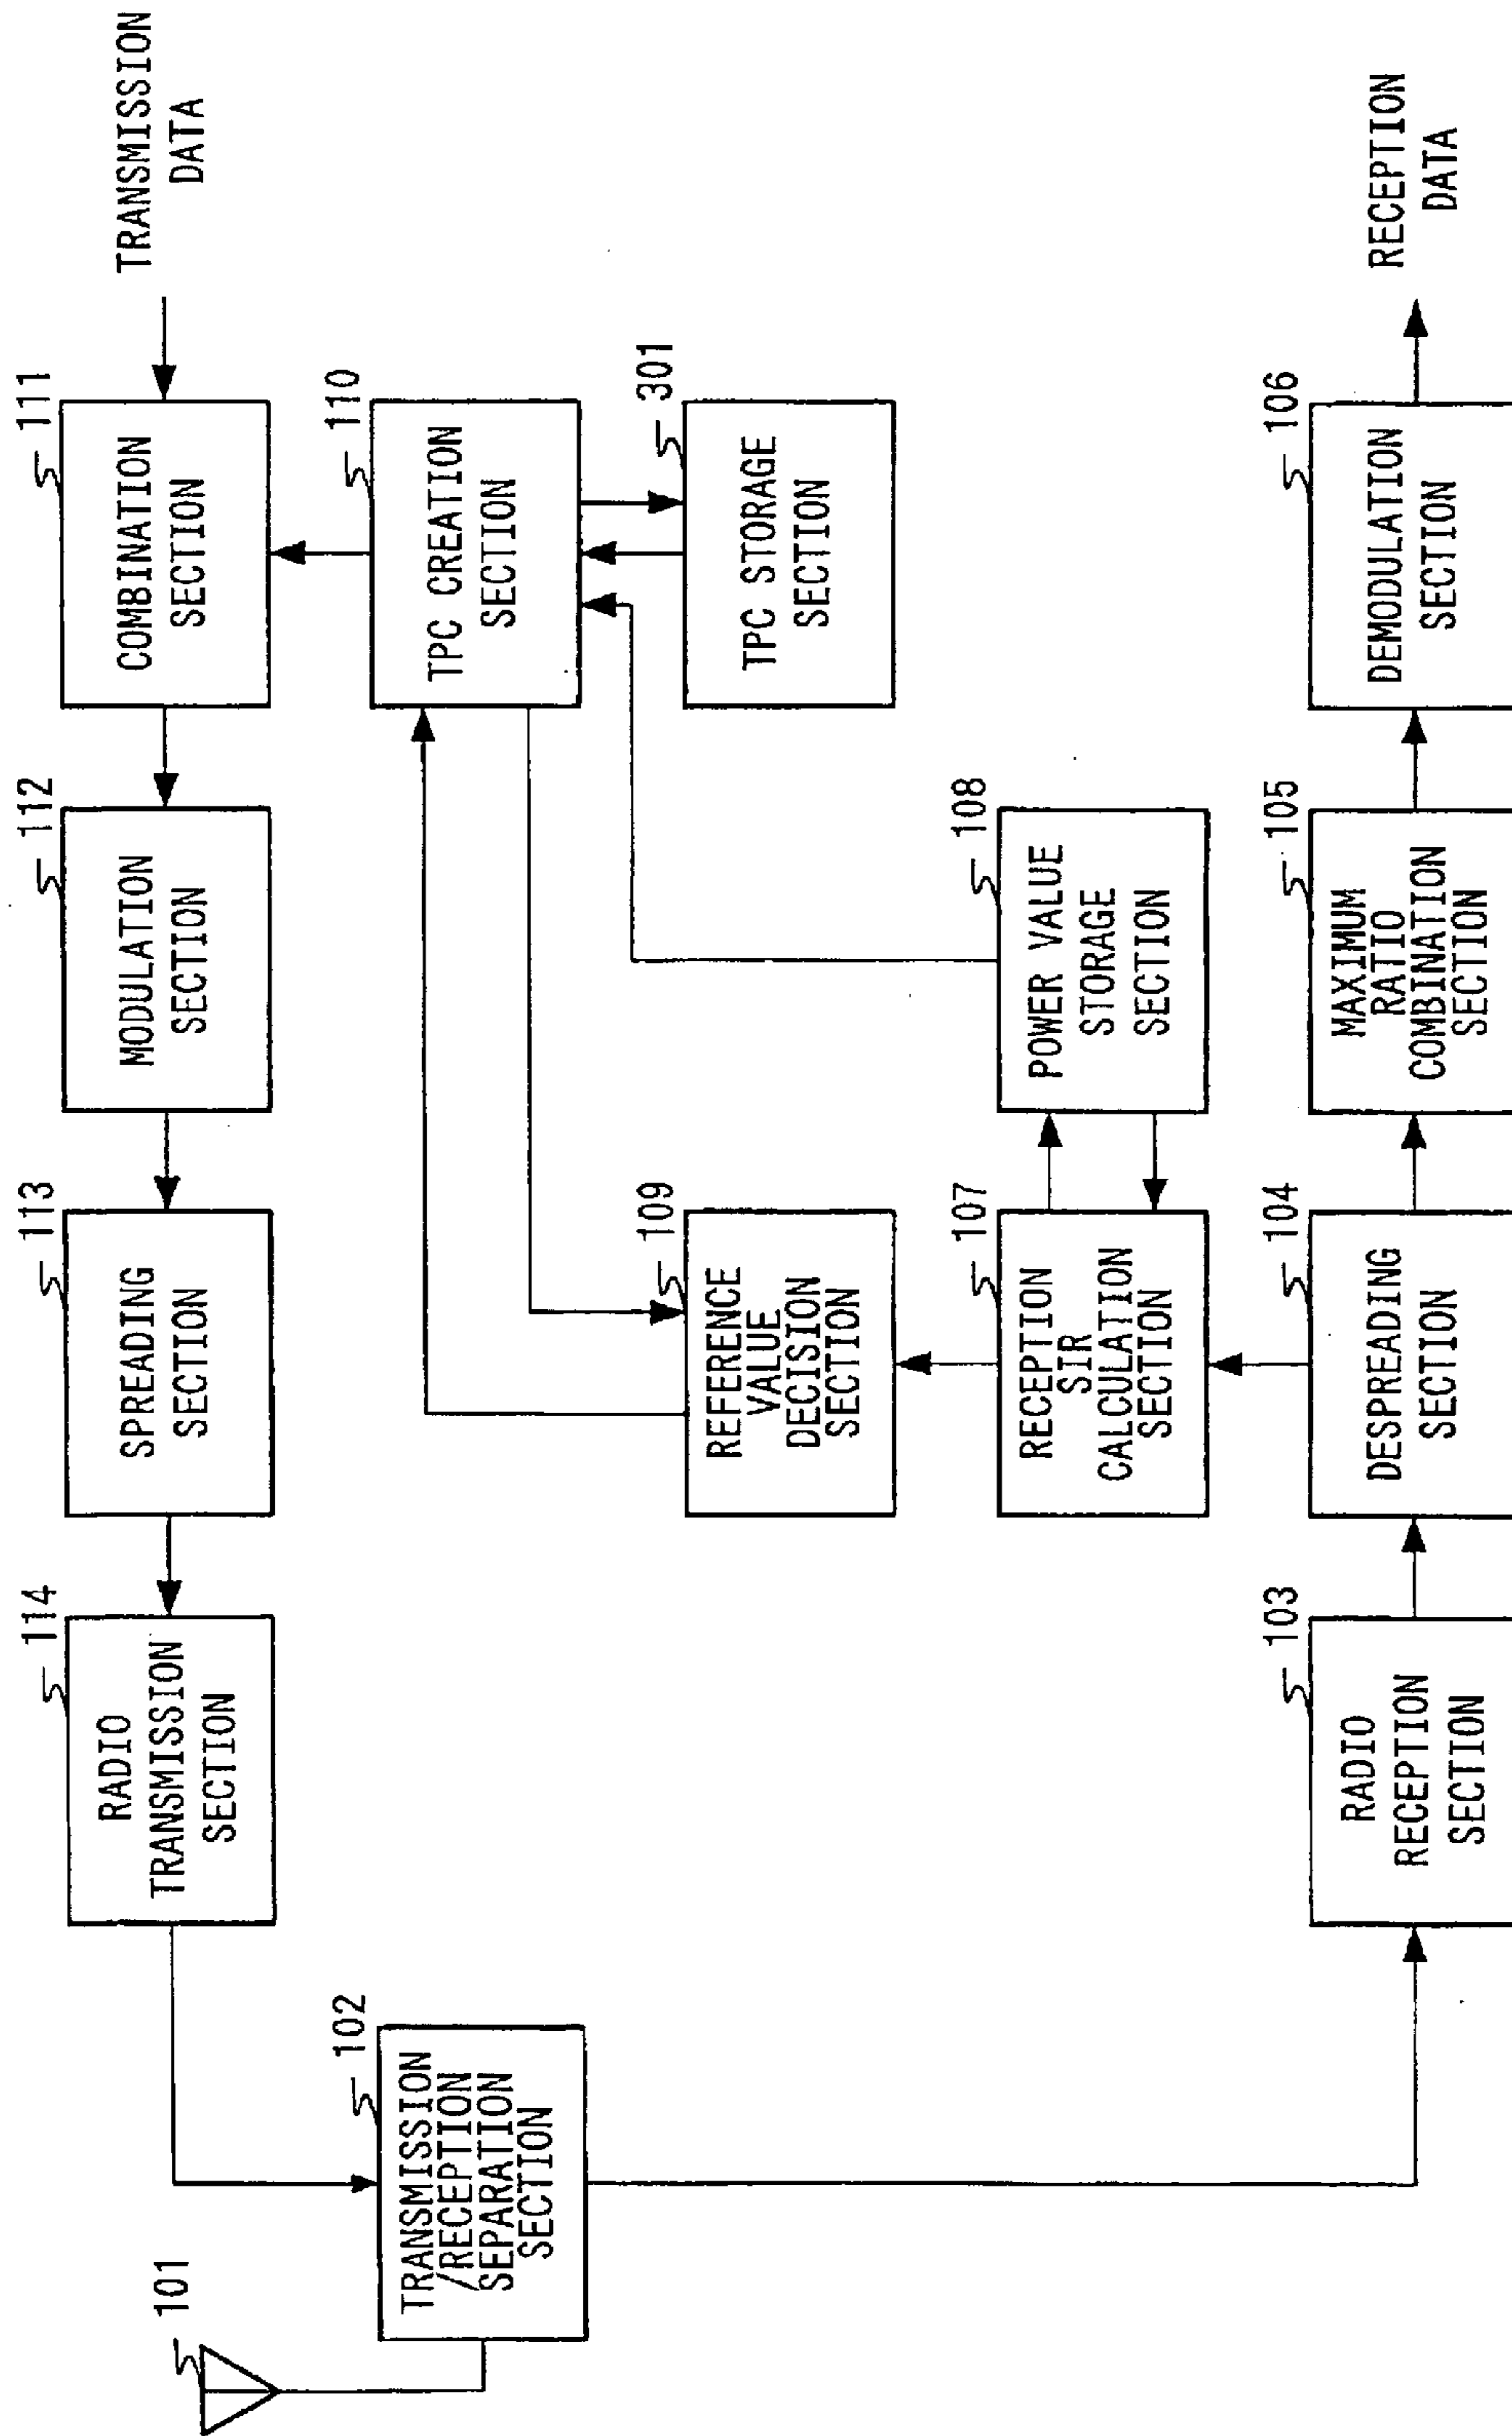 101
TRANSMISSION
/RECEPTION
SEPARATION
SECTION
102
RADIO
TRANSMISSION
SECTION
114
SPREADING
SECTION
113
MODULATION
SECTION
112
COMBINATION
SECTION
111
TRANSMISSION
DATA
TPC CREATION
SECTION
110
TPC STORAGE
SECTION
301
REFERENCE
VALUE
DECISION
SECTION
109
RECEPTION
SIR
CALCULATION
SECTION
107
POWER VALUE
STORAGE
SECTION
108
RADIO
RECEPTION
SECTION
103
DESPREADING
SECTION
104
MAXIMUM
RATIO
COMBINATION
SECTION
105
DEMODULATION
SECTION
106
RECEPTION
DATA